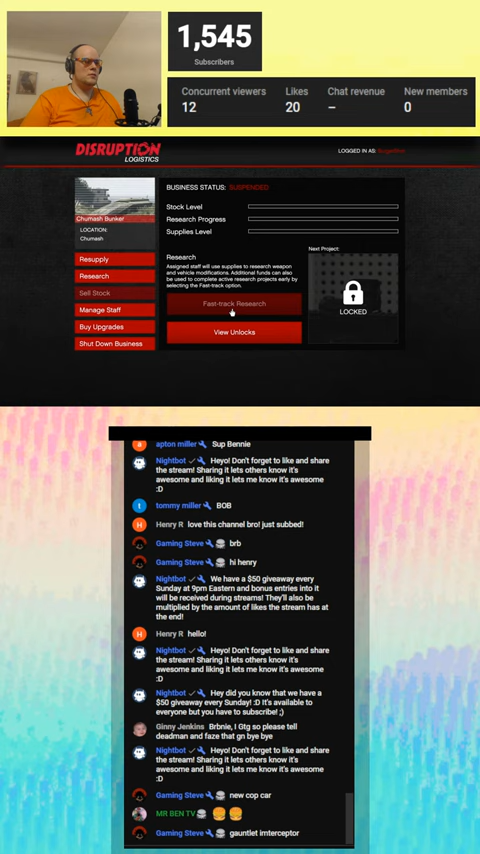 1,545
Subscribers
Concurrent viewers Likes Chat revenue New members
12 20 – 0
DISRUPTION
LOGISTICS
LOGGED IN AS:
Chumash Bunker
LOCATION:
Chumash
Resupply
Research
Sell Stock
Manage Staff
Buy Upgrades
Shut Down Business
BUSINESS STATUS: SUSPENDED
Stock Level
Research Progress
Supplies Level
Research
Assigned staff will use supplies to research weapon
and vehicle modifications. Additional funds can also
be used to complete active research projects early by
selecting the Fast-track option.
Fast-track Research
View Unlocks
Next Project:
LOCKED
apton miller Sup Bennie
Nightbot Heyo! Don't forget to like and share
the stream! Sharing it lets others know it's
awesome and liking it lets me know it's awesome
:D
tommy miller BOB
Henry R love this channel bro! just subbed!
Gaming Steve brb
Gaming Steve hi henry
Nightbot We have a $50 giveaway every
Sunday at 9pm Eastern and bonus entries into it
will be received during streams! They'll also be
multiplied by the amount of likes the stream has at
the end!
Henry R hello!
Nightbot Heyo! Don't forget to like and share
the stream! Sharing it lets others know it's
awesome and liking it lets me know it's awesome
:D
Nightbot Hey did you know that we have a
$50 giveaway every Sunday! :D It's available to
everyone but you have to subscribe! ;)
Ginny Jenkins Brbnie, I Gtg so please tell
deadman and faze that gn bye bye
Nightbot Heyo! Don't forget to like and share
the stream! Sharing it lets others know it's
awesome and liking it lets me know it's awesome
:D
Gaming Steve new cop car
MR BEN TV
Gaming Steve gauntlet imterceptor